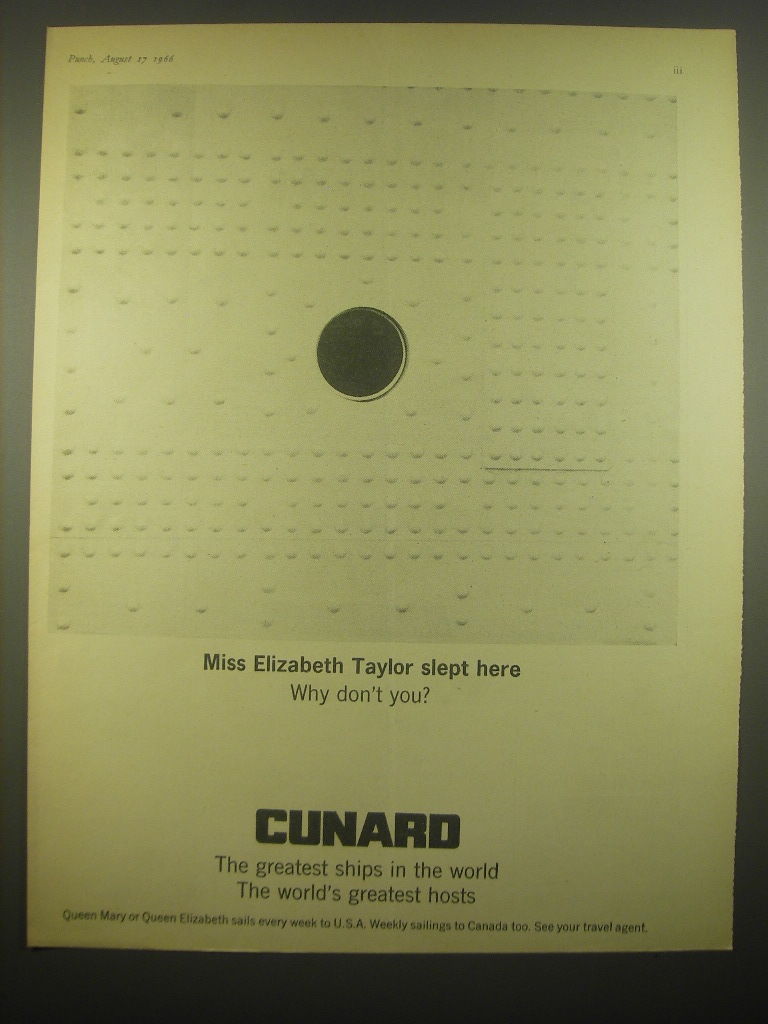 Punch, August 17 1966
iii
Miss Elizabeth Taylor slept here
Why don't you?
CUNARD
The greatest ships in the world
The world's greatest hosts
Queen Mary or Queen Elizabeth sails every week to U.S.A. Weekly sailings to Canada too. See your travel agent.